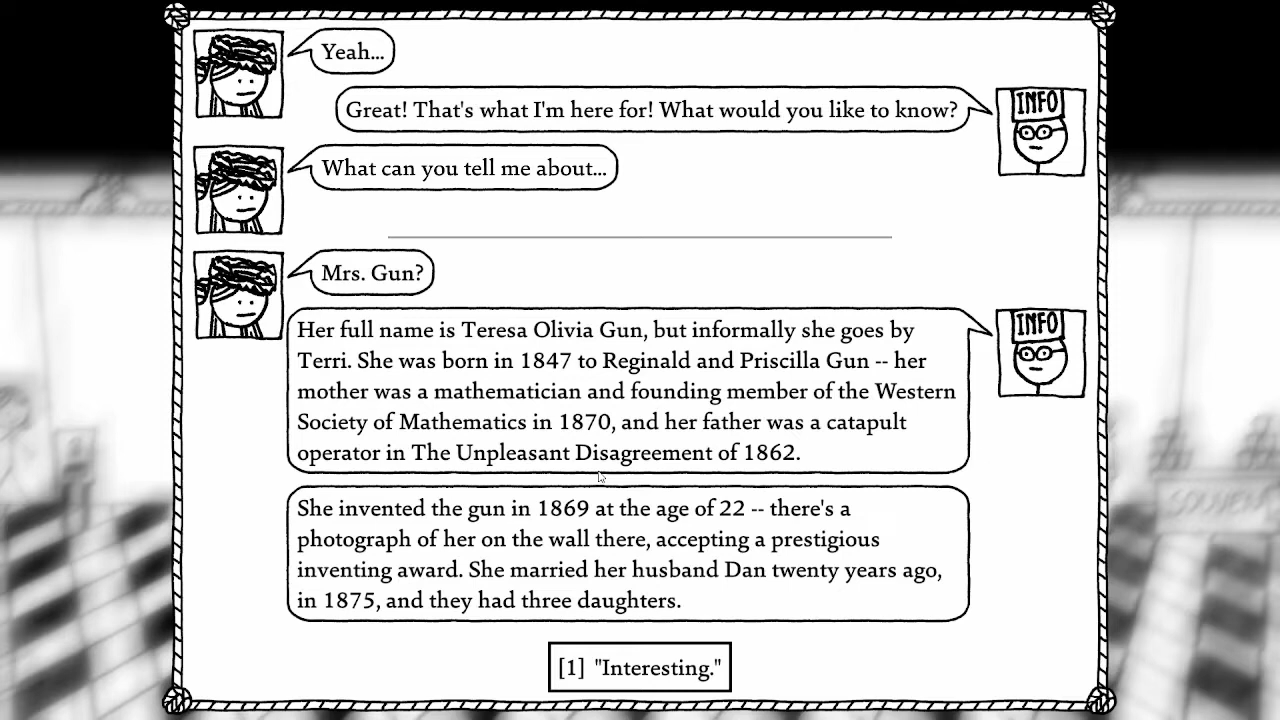 Yeah...
INFO
Great! That's what I'm here for! What would you like to know?
What can you tell me about...
Mrs. Gun?
INFO
Her full name is Teresa Olivia Gun, but informally she goes by
Terri. She was born in 1847 to Reginald and Priscilla Gun -- her
mother was a mathematician and founding member of the Western
Society of Mathematics in 1870, and her father was a catapult
operator in The Unpleasant Disagreement of 1862.
She invented the gun in 1869 at the age of 22 -- there's a
photograph of her on the wall there, accepting a prestigious
inventing award. She married her husband Dan twenty years ago,
in 1875, and they had three daughters.
[1] "Interesting."